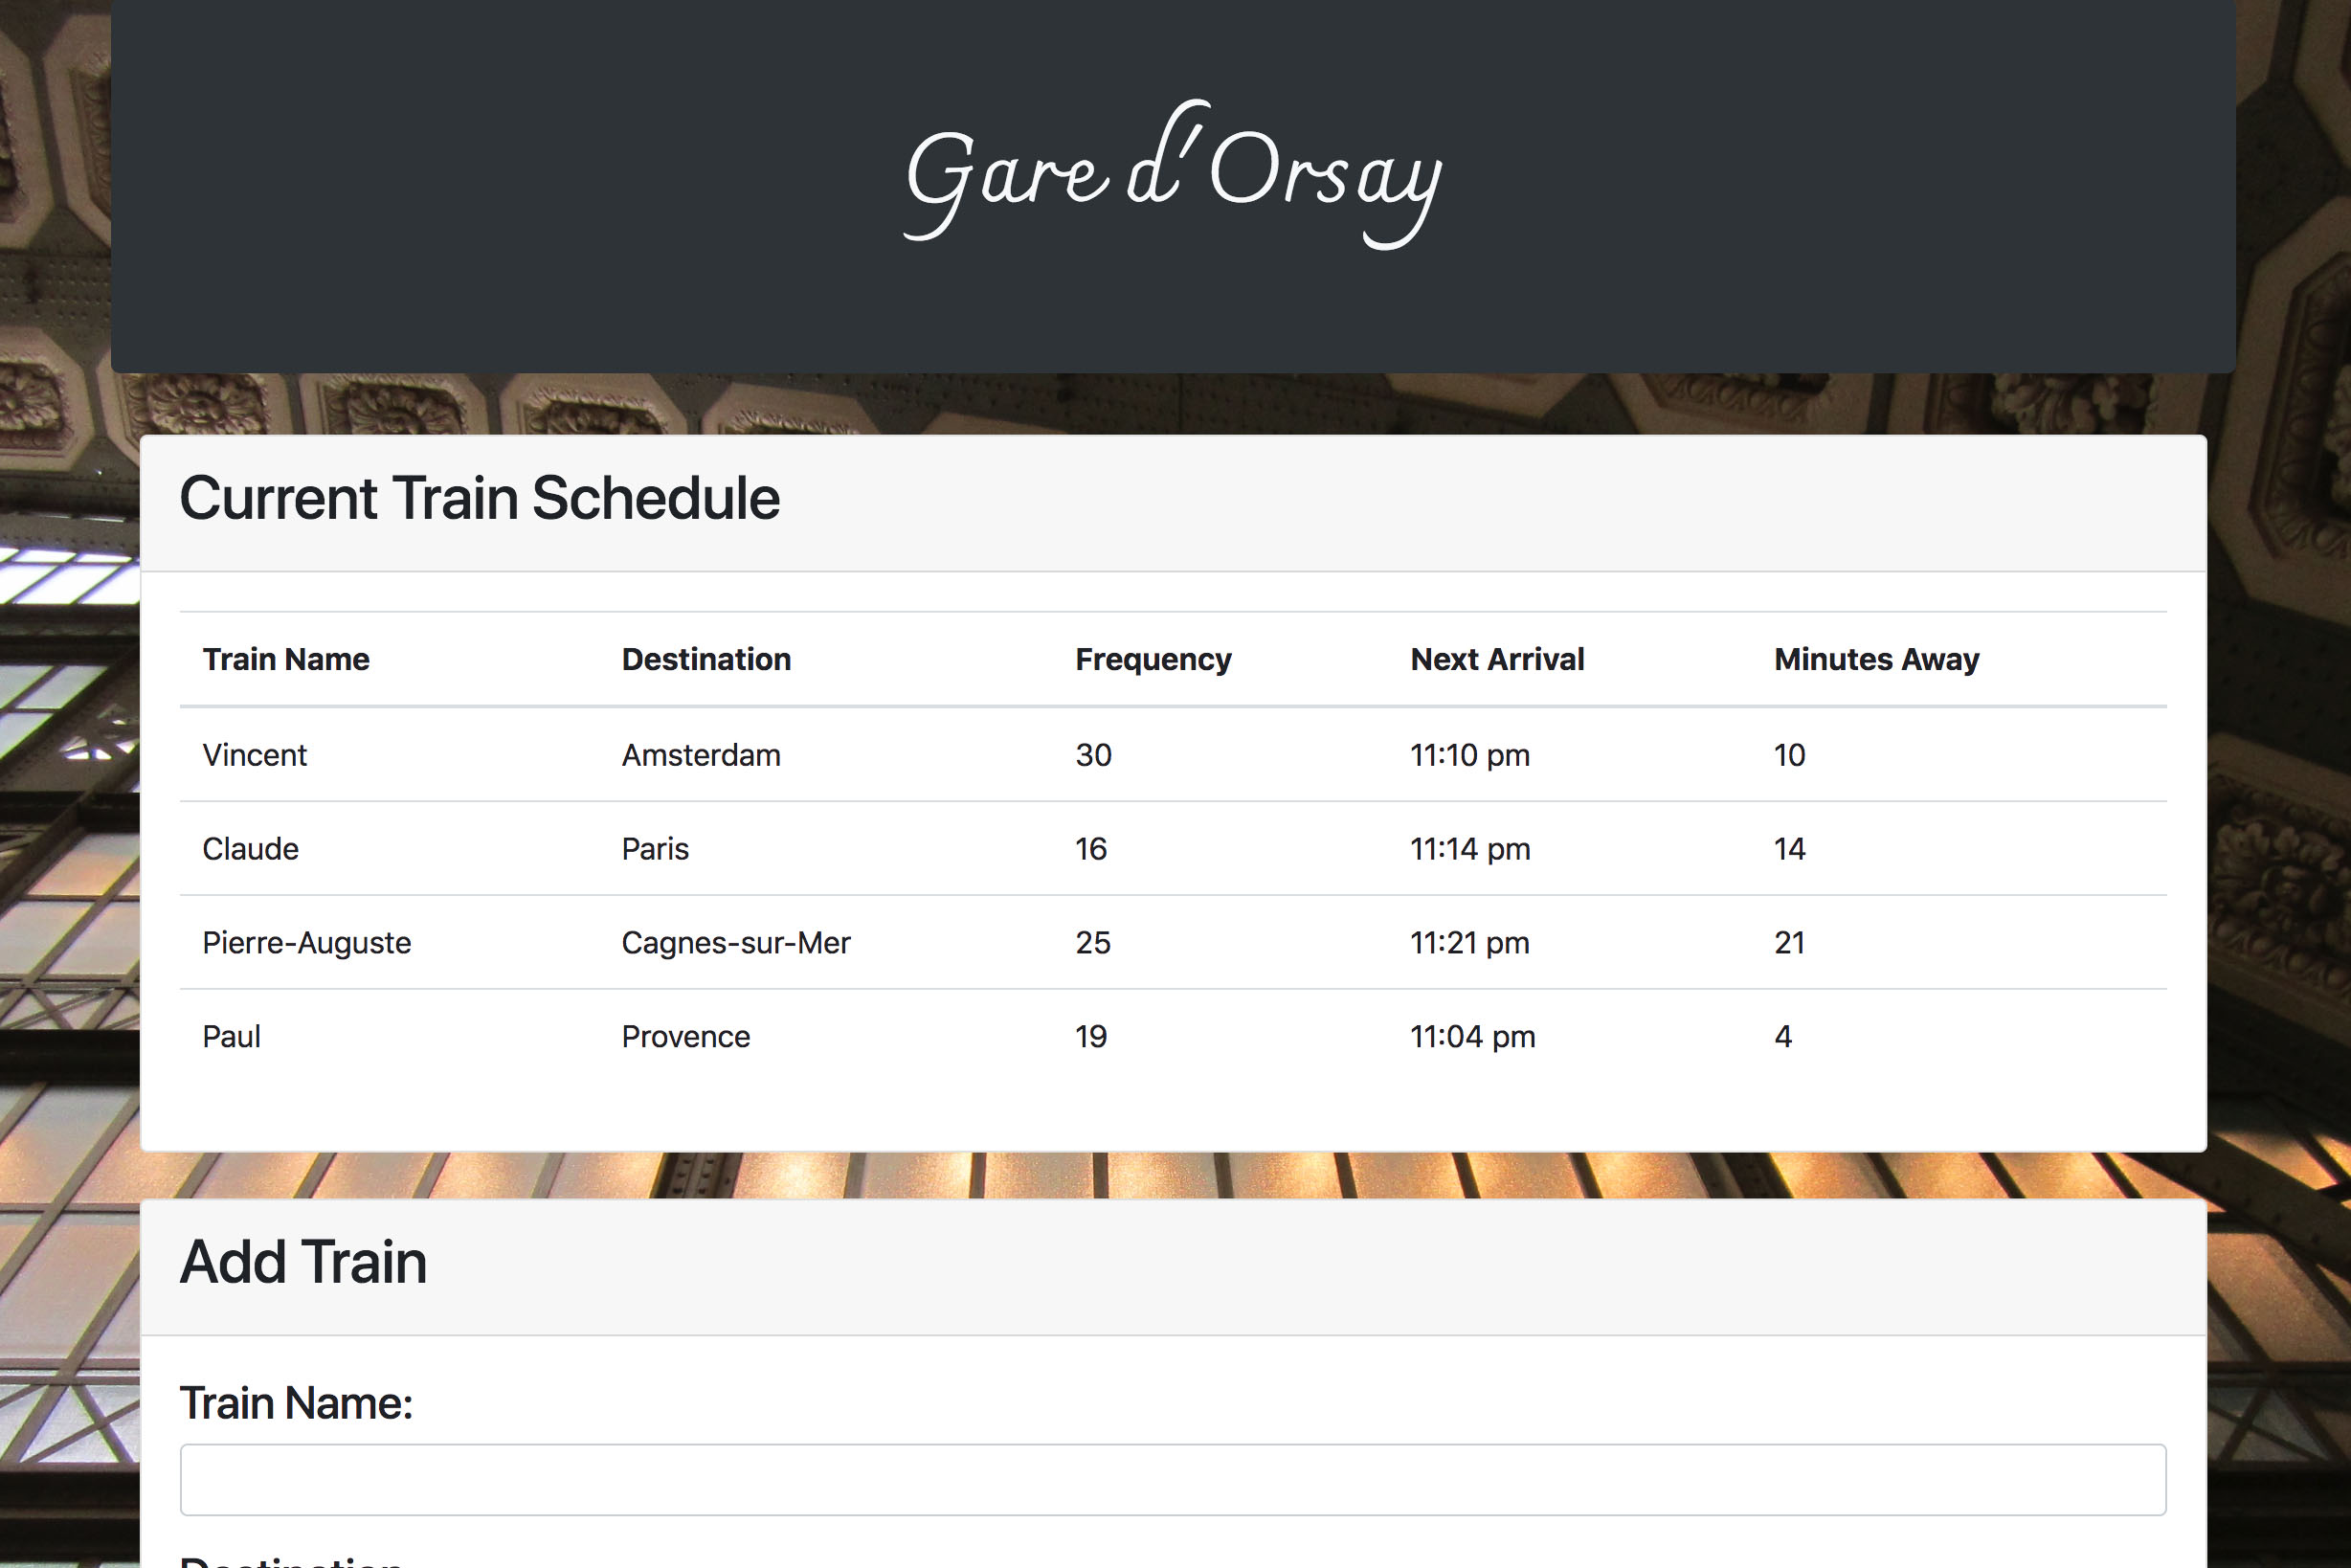 Gare d'Orsay
Current Train Schedule
Train Name Destination Frequency Next Arrival Minutes Away
Vincent Amsterdam 30 11:10 pm 10
Claude Paris 16 11:14 pm 14
Pierre-Auguste Cagnes-sur-Mer 25 11:21 pm 21
Paul Provence 19 11:04 pm 4
Add Train
Train Name: